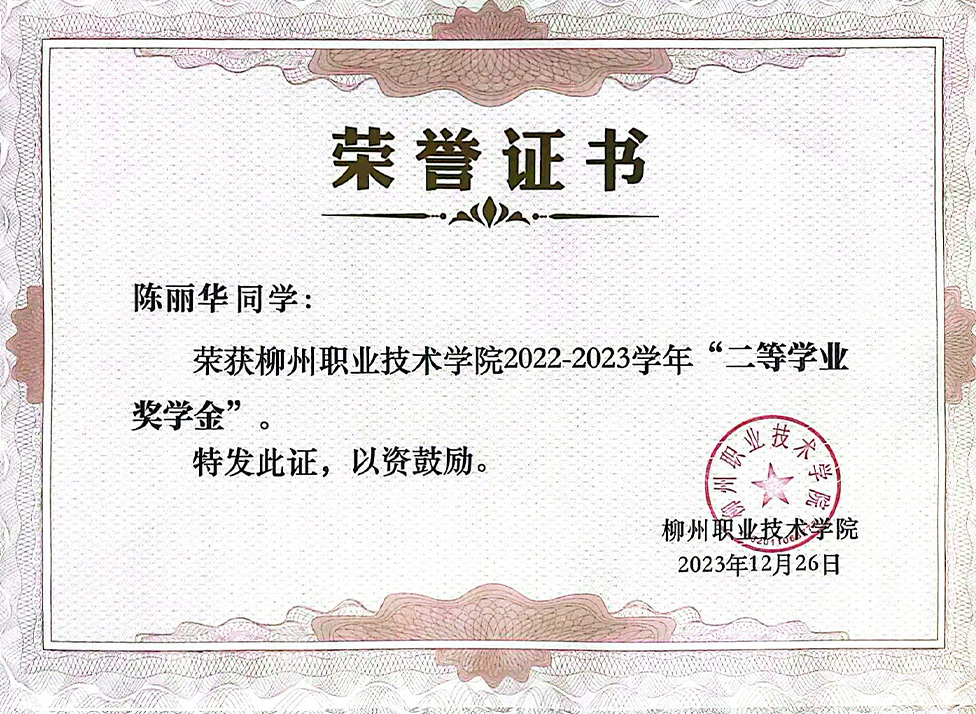 荣誉证书
陈丽华同学：
荣获柳州职业技术学院2022-2023学年“二等学业
奖学金”。
特发此证，以资鼓励。
柳州职业技术学院
柳州职业技术学院
2023年12月26日